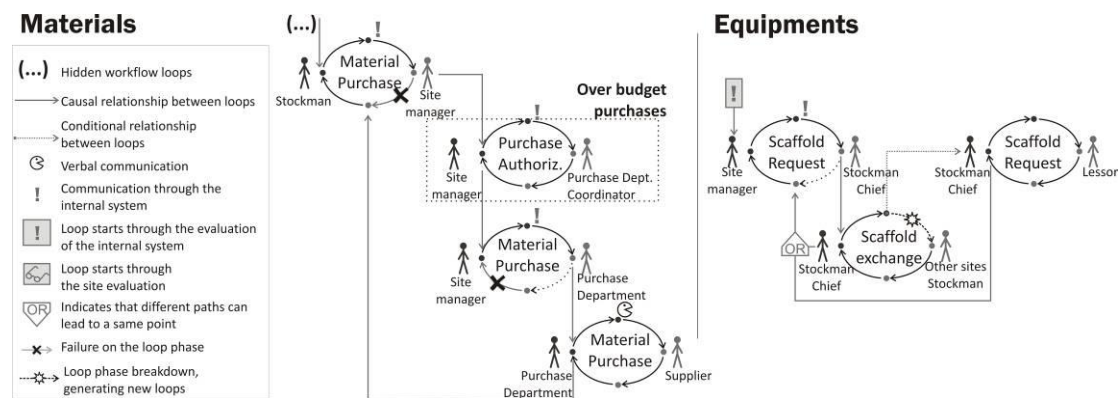 Materials
(...)
Hidden workflow loops
Causal relationship between loops
Conditional relationship
between loops
Verbal communication
!
Communication through the
internal system
!
Loop starts through the evaluation
of the internal system
Loop starts through
the site evaluation
OR
Indicates that different paths can
lead to a same point
Failure on the loop phase
Loop phase breakdown,
generating new loops
(...)
!
Material
Purchase
Stockman
Site
manager
Over budget
purchases
!
Purchase
Authoriz.
Site
manager
Purchase Dept.
Coordinator
!
Material
Purchase
Site
manager
Purchase
Department
Material
Purchase
Purchase
Department
Supplier
Equipments
!
!
Scaffold
Request
Site
manager
Stockman
Chief
Scaffold
Request
Stockman
Chief
Lessor
OR
Scaffold
exchange
Stockman
Chief
Other sites
Stockman